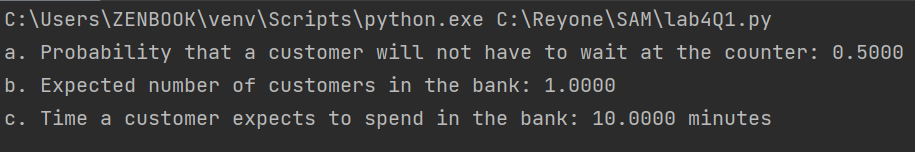 C:\Users\ZENBOOK\venv\Scripts\python.exe C:\Reyone\SAM\lab4Q1.py
a. Probability that a customer will not have to wait at the counter: 0.5000
b. Expected number of customers in the bank: 1.0000
c. Time a customer expects to spend in the bank: 10.0000 minutes